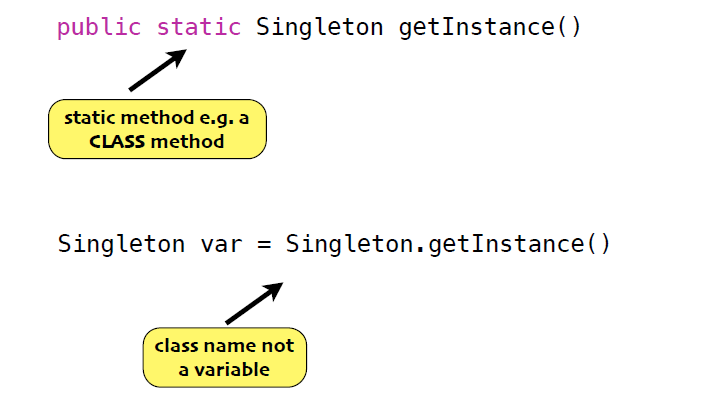 public static Singleton getInstance()
static method e.g. a
CLASS method
Singleton var = Singleton.getInstance()
class name not
a variable